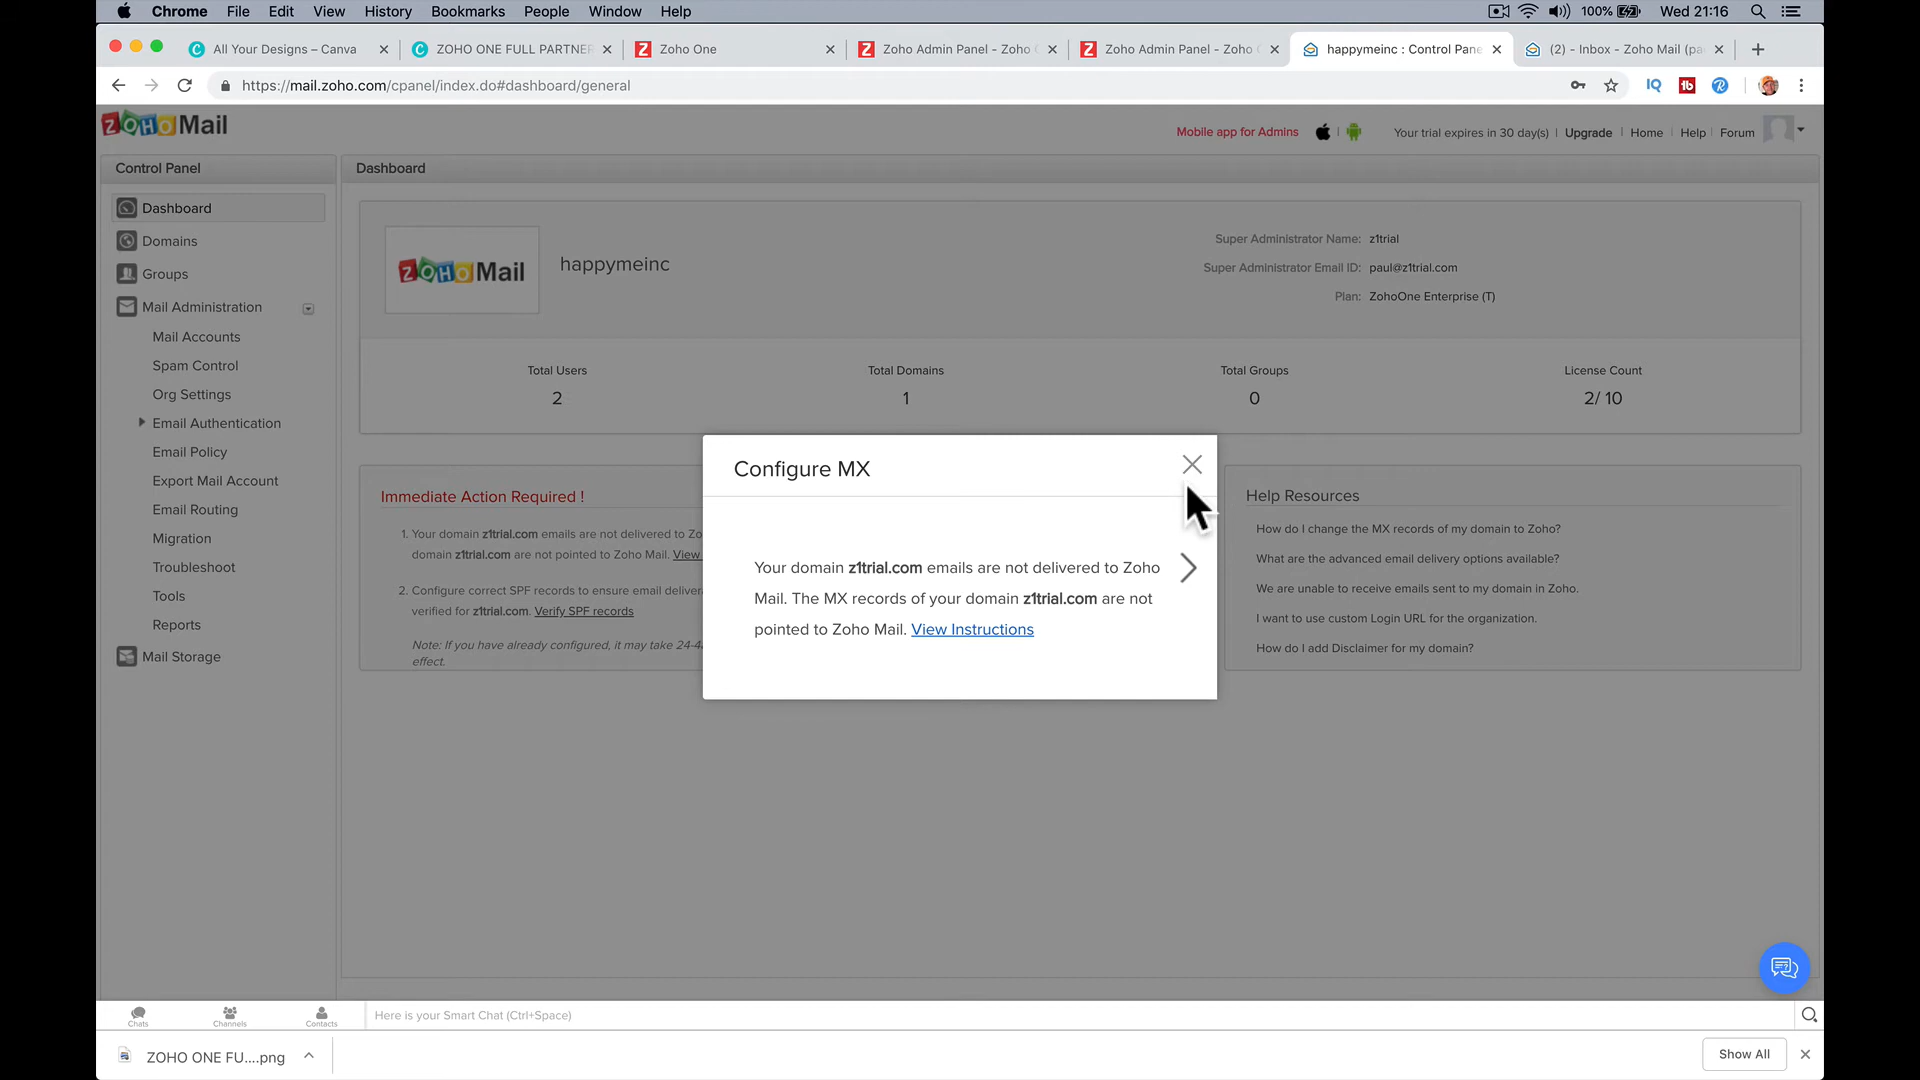 Chrome File Edit View History Bookmarks People Window Help 100% Wed 21:16
All Your Designs – Canva ZOHO ONE FULL PARTNER Zoho One Zoho Admin Panel - Zoho Zoho Admin Panel - Zoho happymeinc : Control Pane (2) - Inbox - Zoho Mail (pa
https://mail.zoho.com/cpanel/index.do#dashboard/general
ZOHO Mail
Mobile app for Admins Your trial expires in 30 day(s) Upgrade Home Help Forum
Control Panel
Dashboard
Dashboard
Domains
Groups
Mail Administration
Mail Accounts
Spam Control
Org Settings
Email Authentication
Email Policy
Export Mail Account
Email Routing
Migration
Troubleshoot
Tools
Reports
Mail Storage
ZOHO Mail
happymeinc
Super Administrator Name: z1trial
Super Administrator Email ID: paul@z1trial.com
Plan: ZohoOne Enterprise (T)
Total Users Total Domains Total Groups License Count
2 1 0 2/ 10
Immediate Action Required !
1. Your domain z1trial.com emails are not delivered to Zo
domain z1trial.com are not pointed to Zoho Mail. View
2. Configure correct SPF records to ensure email deliver
verified for z1trial.com. Verify SPF records
Note: If you have already configured, it may take 24-4
effect.
Configure MX
Your domain z1trial.com emails are not delivered to Zoho
Mail. The MX records of your domain z1trial.com are not
pointed to Zoho Mail. View Instructions
Help Resources
How do I change the MX records of my domain to Zoho?
What are the advanced email delivery options available?
We are unable to receive emails sent to my domain in Zoho.
I want to use custom Login URL for the organization.
How do I add Disclaimer for my domain?
Chats Channels Contacts Here is your Smart Chat (Ctrl+Space)
ZOHO ONE FU....png Show All